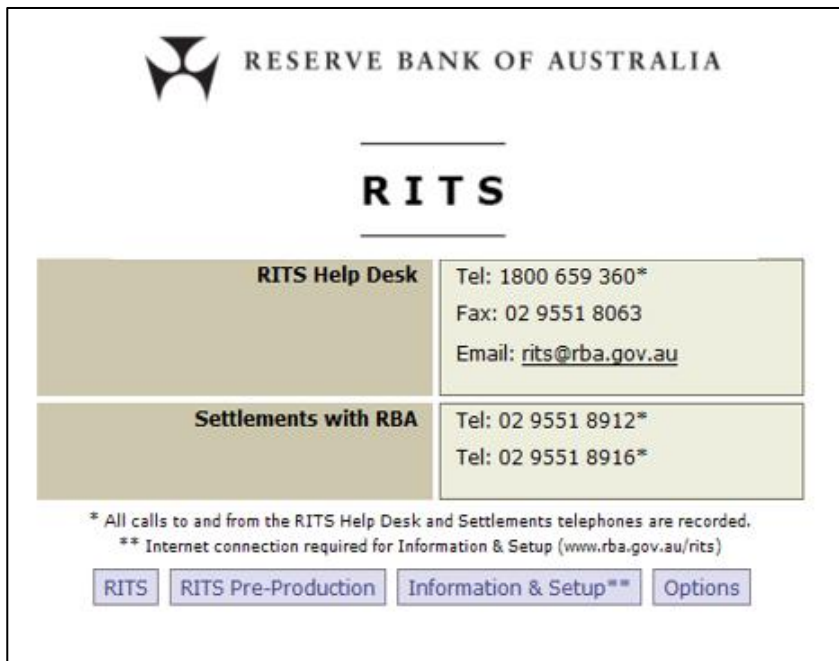 RESERVE BANK OF AUSTRALIA
RITS
RITS Help Desk
Tel: 1800 659 360*
Fax: 02 9551 8063
Email: rits@rba.gov.au
Settlements with RBA
Tel: 02 9551 8912*
Tel: 02 9551 8916*
* All calls to and from the RITS Help Desk and Settlements telephones are recorded.
** Internet connection required for Information & Setup (www.rba.gov.au/rits)
RITS RITS Pre-Production Information & Setup** Options